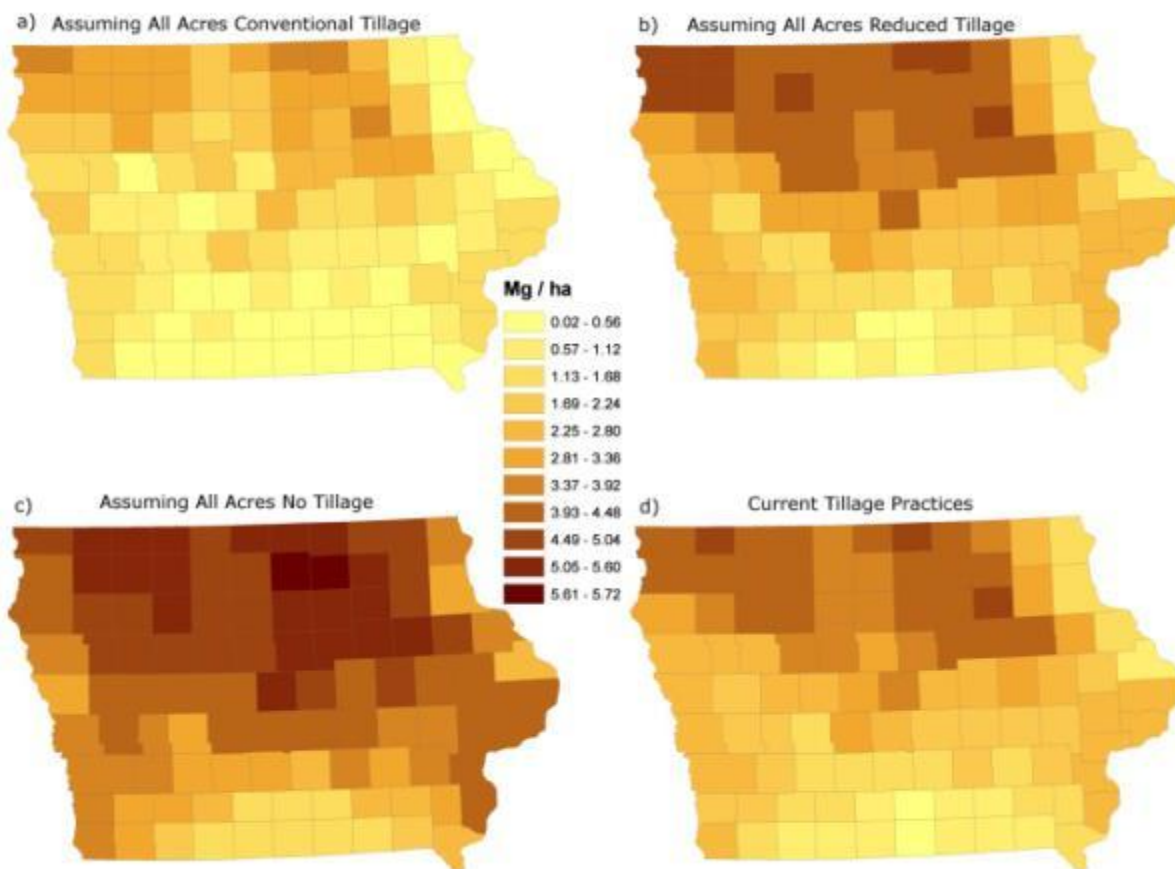 a) Assuming All Acres Conventional Tillage
b) Assuming All Acres Reduced Tillage
Mg / ha
0.02 - 0.56
0.57 - 1.12
1.13 - 1.68
1.69 - 2.24
2.25 - 2.80
2.81 - 3.36
3.37 - 3.92
3.93 - 4.48
4.49 - 5.04
5.05 - 5.60
5.61 - 5.72
c) Assuming All Acres No Tillage
d) Current Tillage Practices